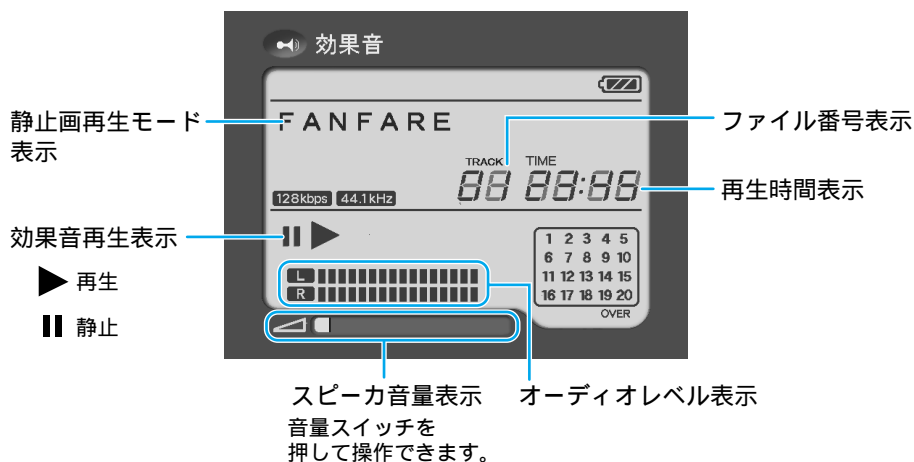 効果音
静止画再生モード
表示
FANFARE
ファイル番号表示
TRACK TIME
88 88:88
128kbps 44.1kHz
再生時間表示
効果音再生表示
再生
静止
1 2 3 4 5
6 7 8 9 10
11 12 13 14 15
16 17 18 19 20
OVER
L
R
スピーカ音量表示
音量スイッチを
押して操作できます。
オーディオレベル表示